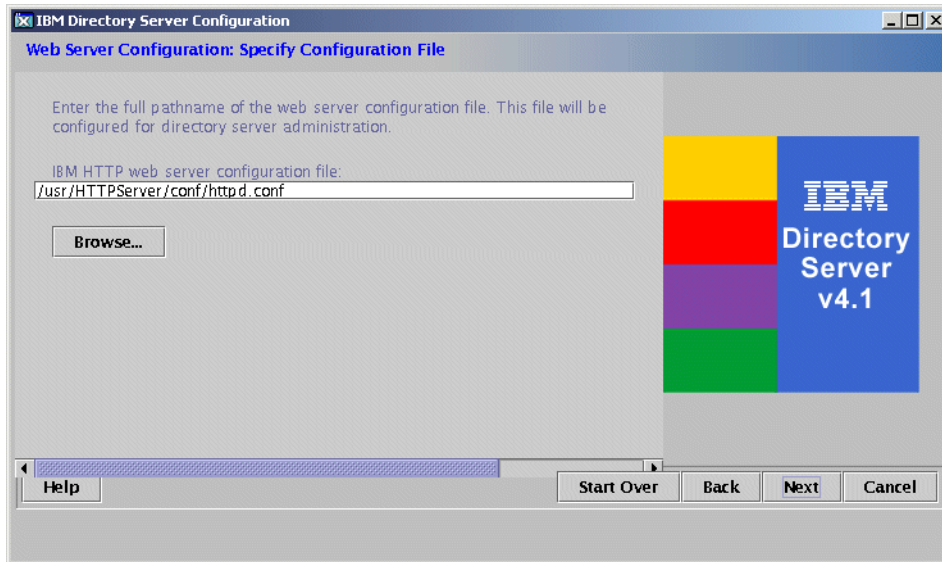 IBM Directory Server Configuration
Web Server Configuration: Specify Configuration File
Enter the full pathname of the web server configuration file. This file will be
configured for directory server administration.
IBM HTTP web server configuration file:
/usr/HTTPServer/conf/httpd.conf
Browse...
IBM
Directory
Server
v4.1
Help
Start Over
Back
Next
Cancel